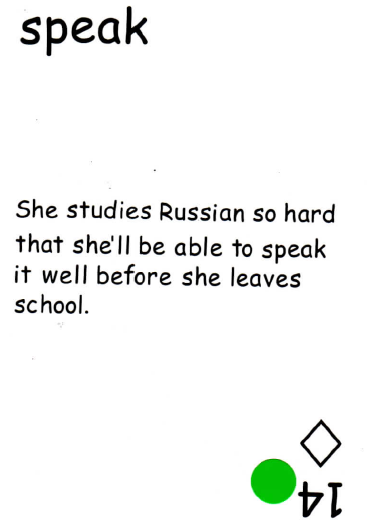 speak
She studies Russian so hard
that she'll be able to speak
it well before she leaves
school.
14